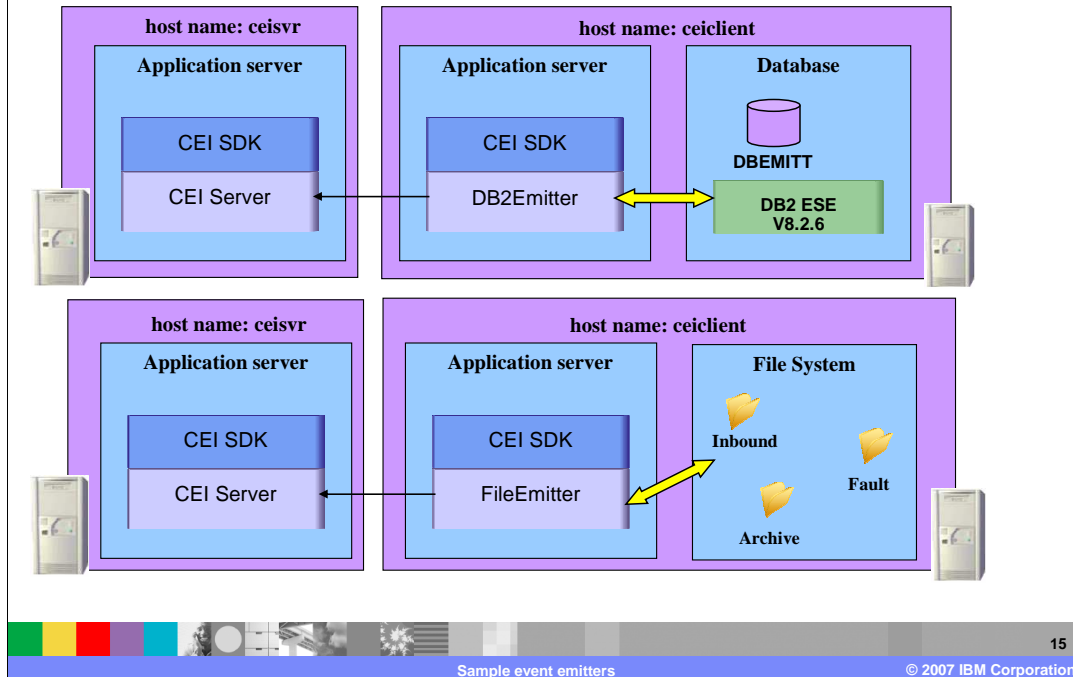 host name: ceisvr
Application server
CEI SDK
CEI Server
host name: ceiclient
Application server
CEI SDK
DB2Emitter
Database
DBEMITT
DB2 ESE
V8.2.6
host name: ceisvr
Application server
CEI SDK
CEI Server
host name: ceiclient
Application server
CEI SDK
FileEmitter
File System
Inbound
Fault
Archive
15
Sample event emitters
© 2007 IBM Corporation